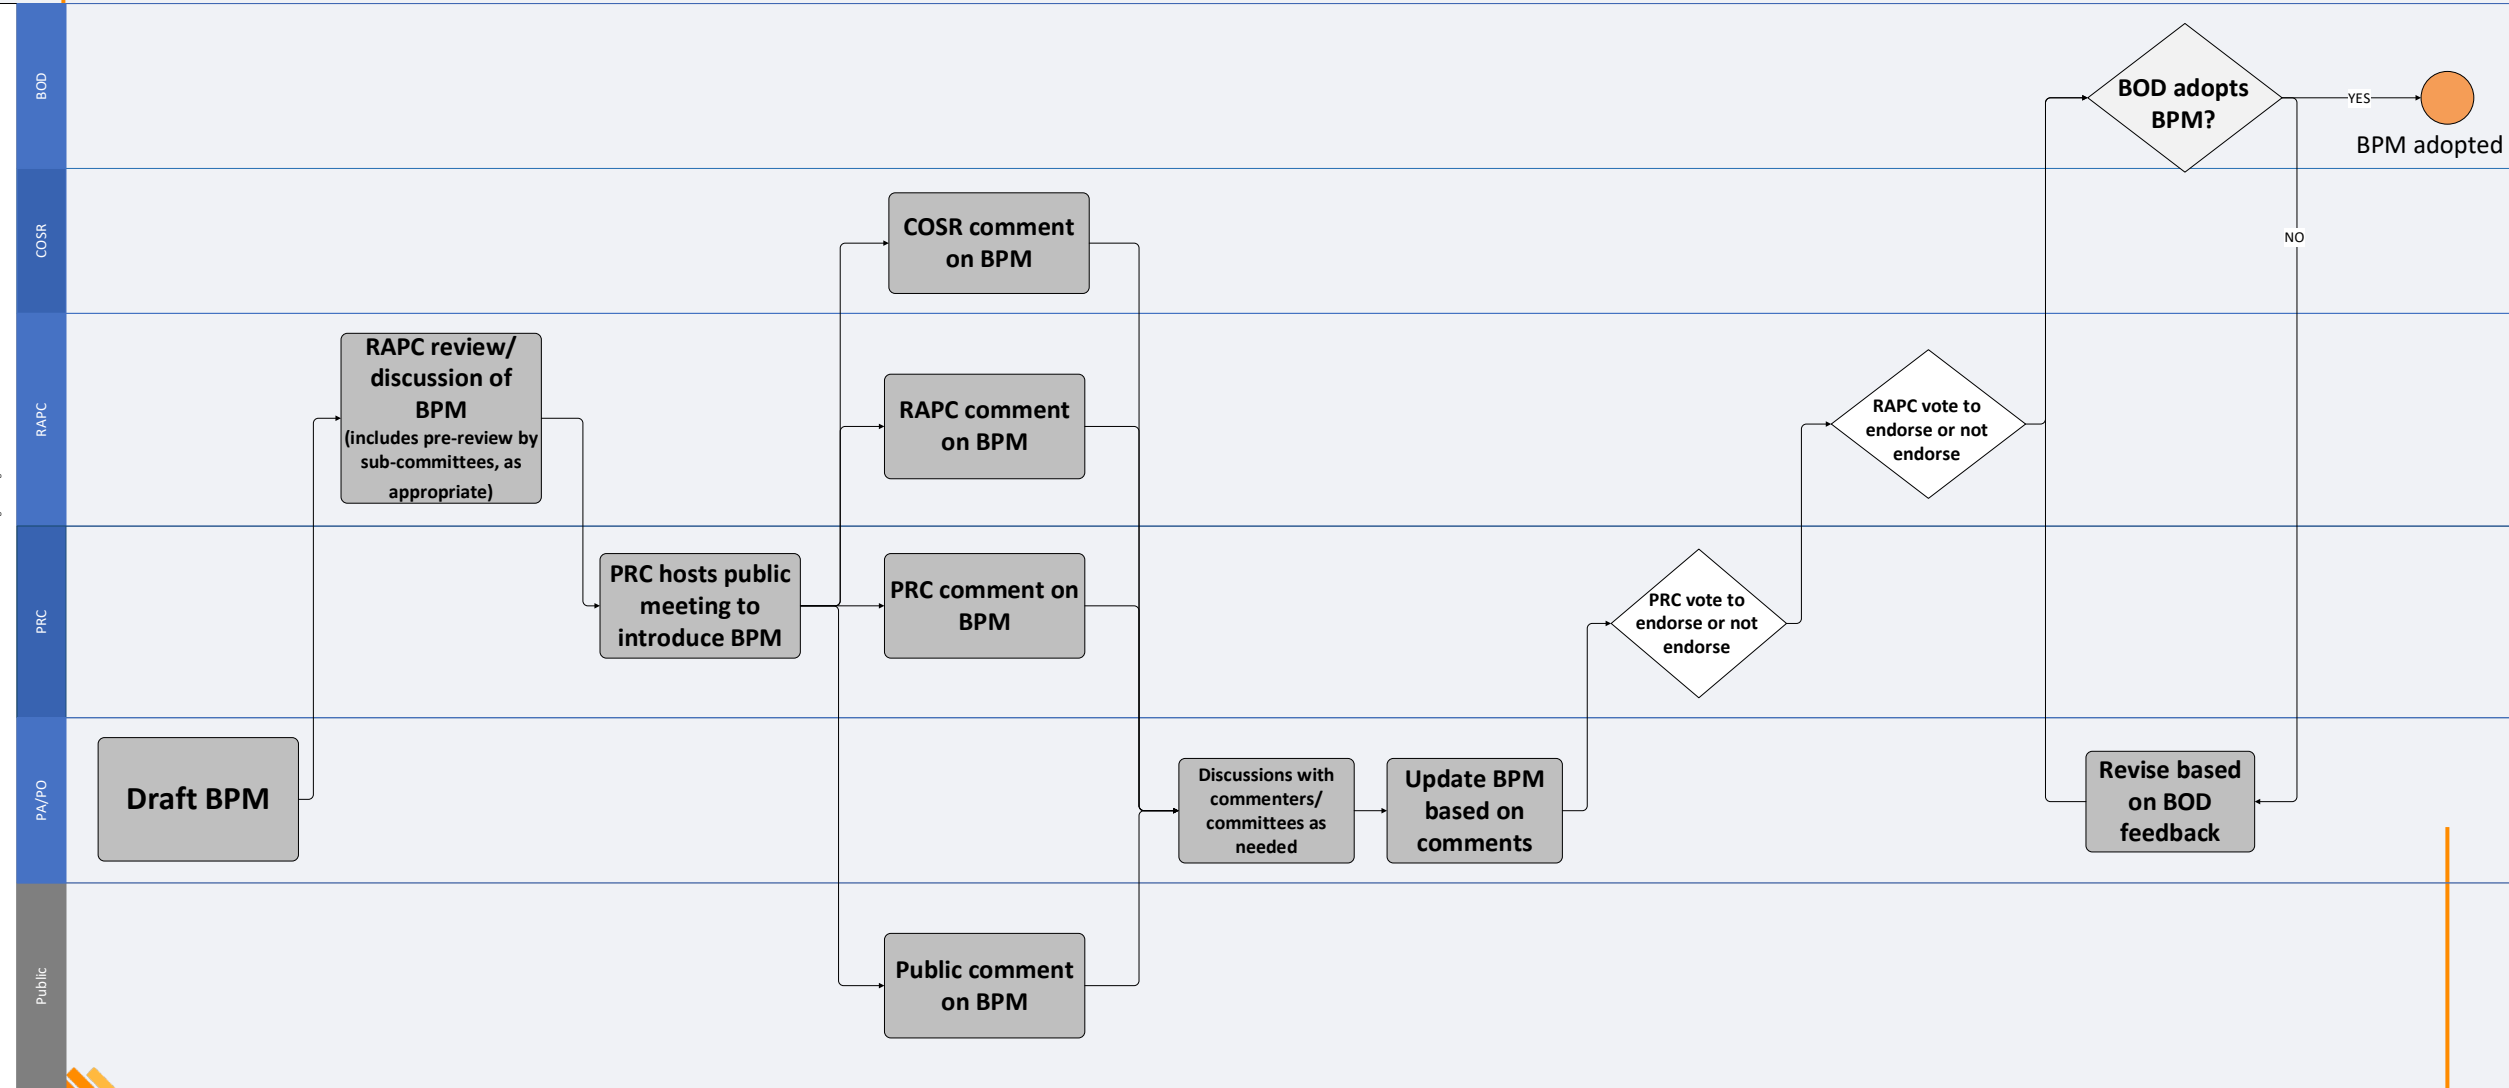 BOD
BOD adopts
BPM?
YES
BPM adopted
COSR
COSR comment
on BPM
NO
RAPC
RAPC review/
discussion of
BPM
(includes pre-review by
sub-committees, as
appropriate)
RAPC comment
on BPM
RAPC vote to
endorse or not
endorse
PRC
PRC hosts public
meeting to
introduce BPM
PRC comment on
BPM
PRC vote to
endorse or not
endorse
PA/PO
Draft BPM
Discussions with
commenters/
committees as
needed
Update BPM
based on
comments
Revise based
on BOD
feedback
Public
Public comment
on BPM